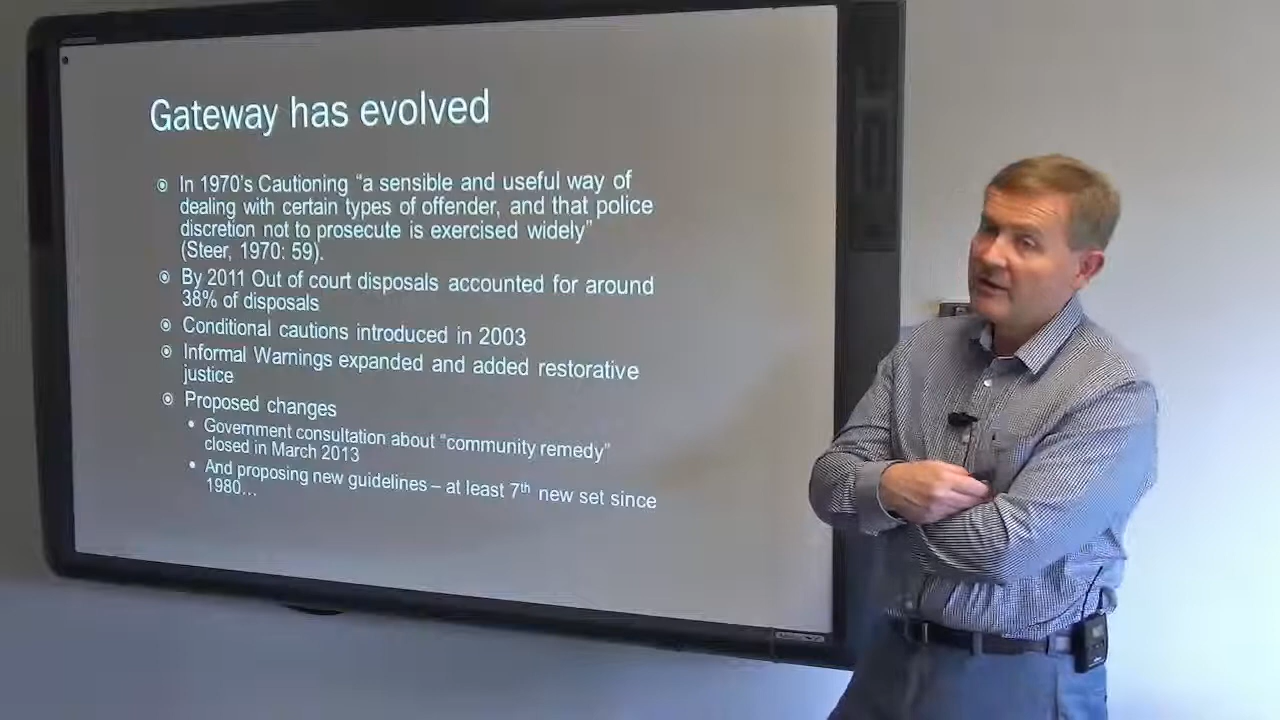 Gateway has evolved
In 1970's Cautioning “a sensible and useful way of
dealing with certain types of offender, and that police
discretion not to prosecute is exercised widely”
(Steer, 1970: 59).
By 2011 Out of court disposals accounted for around
38% of disposals
Conditional cautions introduced in 2003
Informal Warnings expanded and added restorative
justice
Proposed changes
Government consultation about “community remedy”
closed in March 2013
And proposing new guidelines – at least 7th new set since
1980…